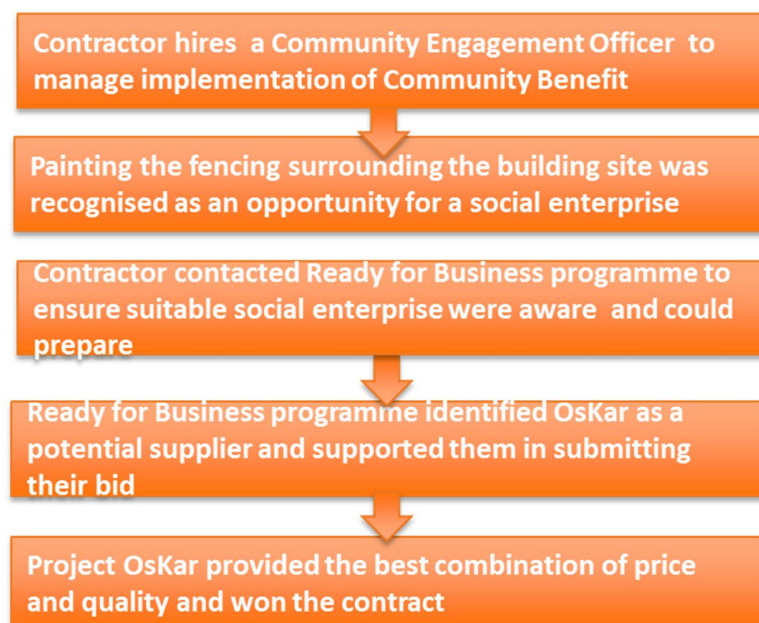 Contractor hires a Community Engagement Officer to
manage implementation of Community Benefit
Painting the fencing surrounding the building site was
recognised as an opportunity for a social enterprise
Contractor contacted Ready for Business programme to
ensure suitable social enterprise were aware and could
prepare
Ready for Business programme identified OsKar as a
potential supplier and supported them in submitting
their bid
Project OsKar provided the best combination of price
and quality and won the contract